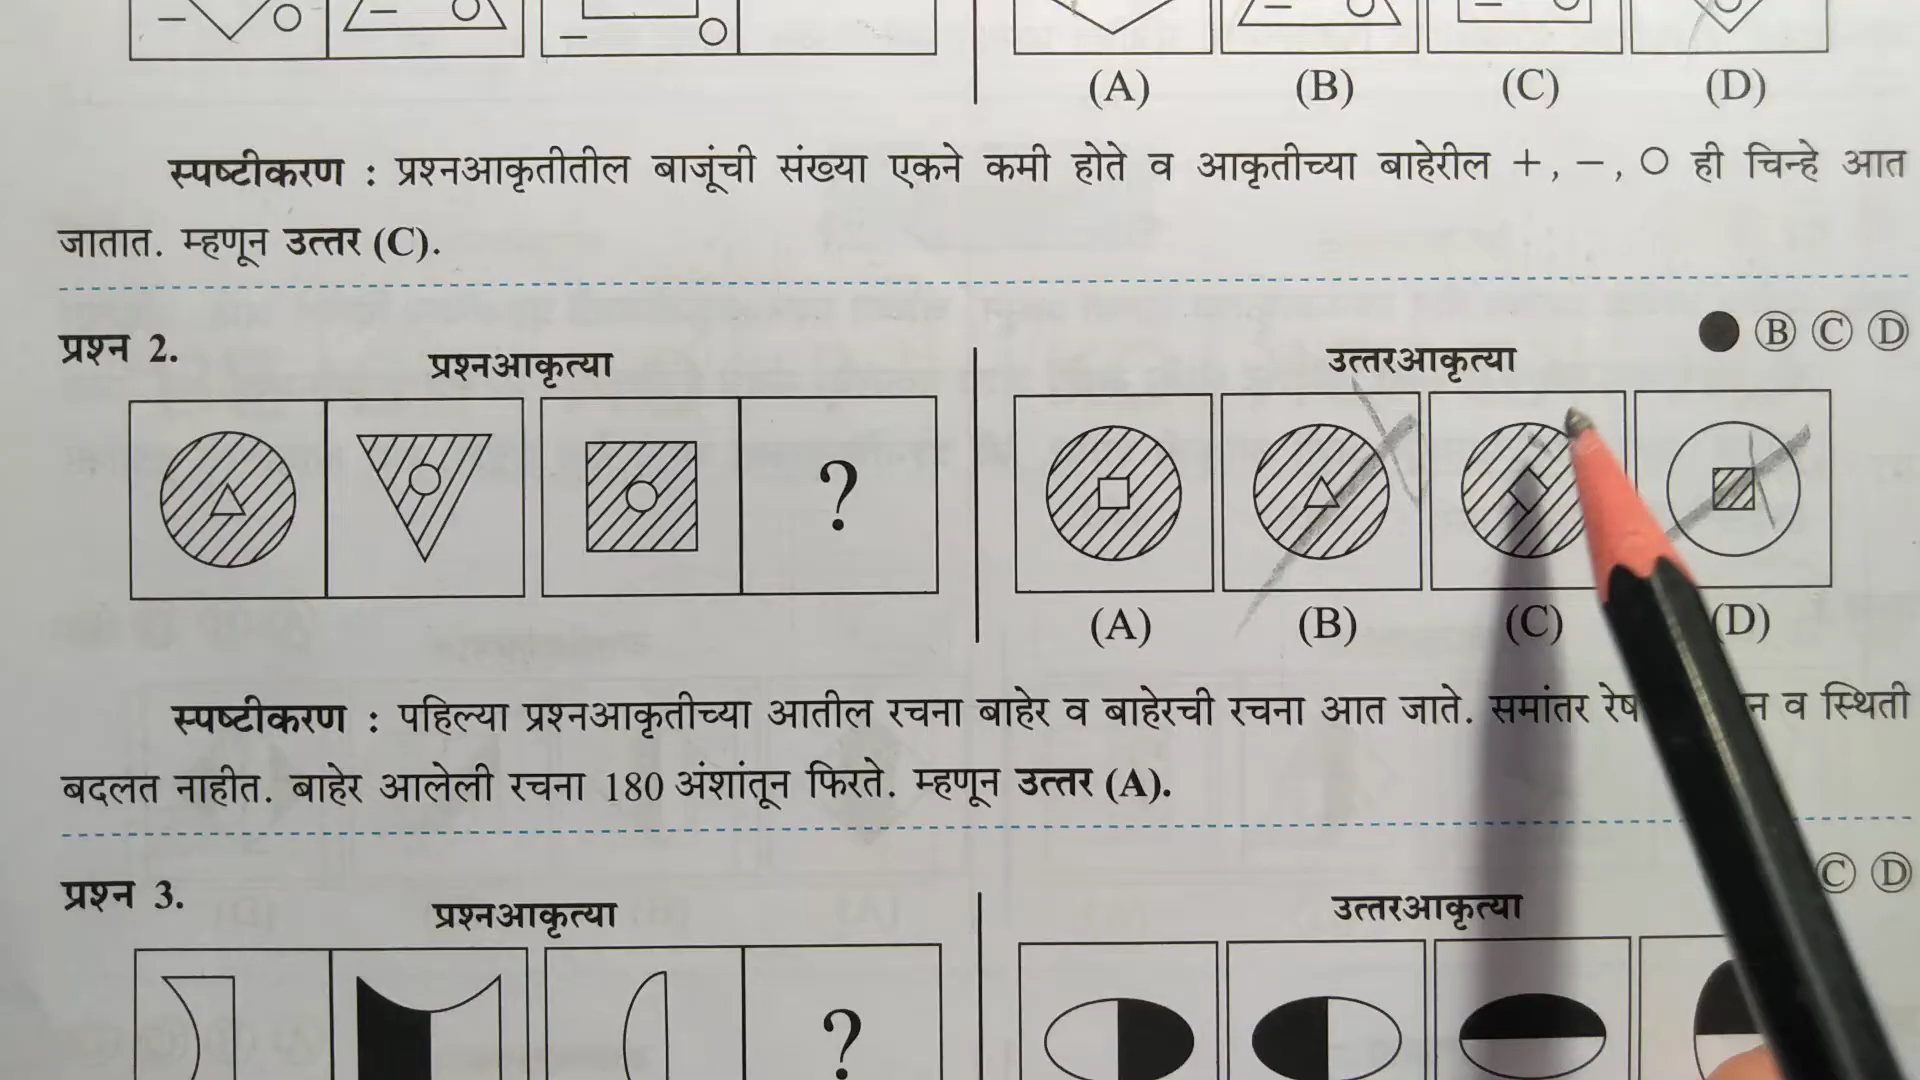 (A) (B) (C) (D)
स्पष्टीकरण : प्रश्नआकृतीतील बाजूंची संख्या एकने कमी होते व आकृतीच्या बाहेरील +, −, ○ ही चिन्हे आत
जातात. म्हणून उत्तर (C).
प्रश्न 2. ● Ⓑ Ⓒ Ⓓ
प्रश्नआकृत्या उत्तरआकृत्या
?
(A) (B) (C) (D)
स्पष्टीकरण : पहिल्या प्रश्नआकृतीच्या आतील रचना बाहेर व बाहेरची रचना आत जाते. समांतर व स्थिती
बदलत नाहीत. बाहेर आलेली रचना 180 अंशांतून फिरते. म्हणून उत्तर (A).
प्रश्न 3. Ⓒ Ⓓ
प्रश्नआकृत्या उत्तरआकृत्या
?